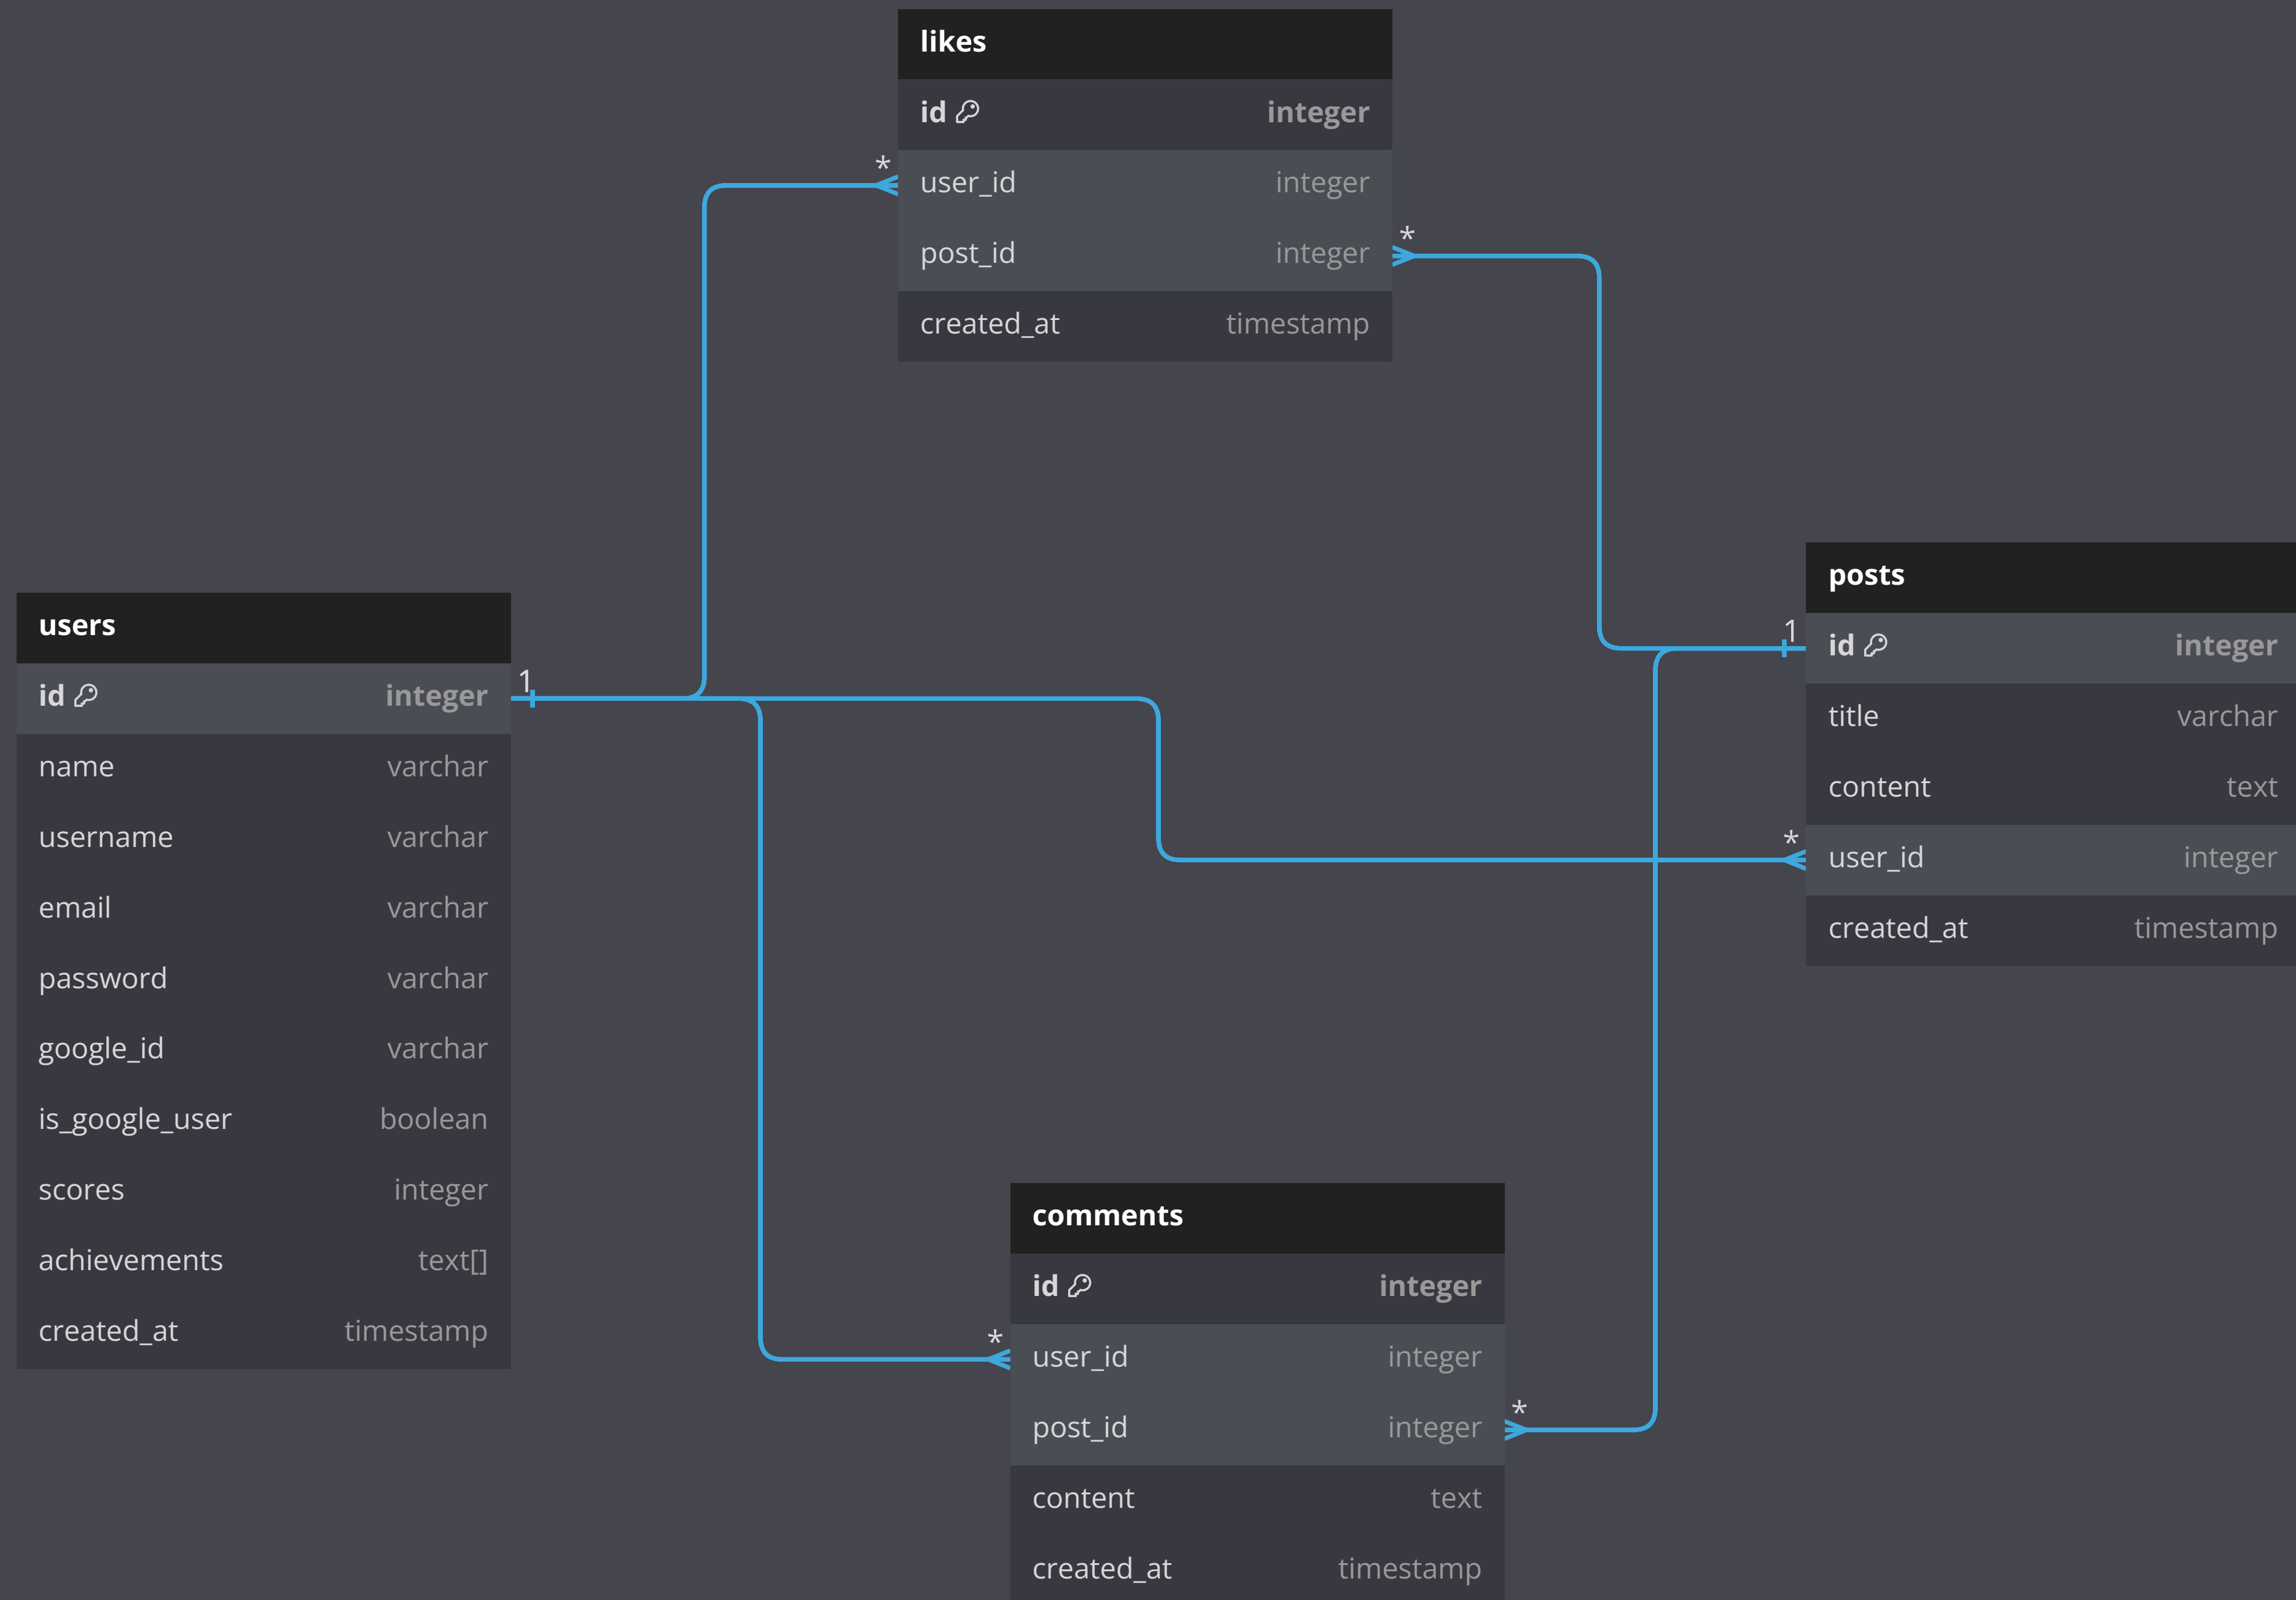 likes
id integer
* user_id integer
post_id integer *
created_at timestamp
users
id integer 1
name varchar
username varchar
email varchar
password varchar
google_id varchar
is_google_user boolean
scores integer
achievements text[]
created_at timestamp
posts
1 id integer
title varchar
content text
* user_id integer
created_at timestamp
comments
id integer
* user_id integer
post_id integer *
content text
created_at timestamp